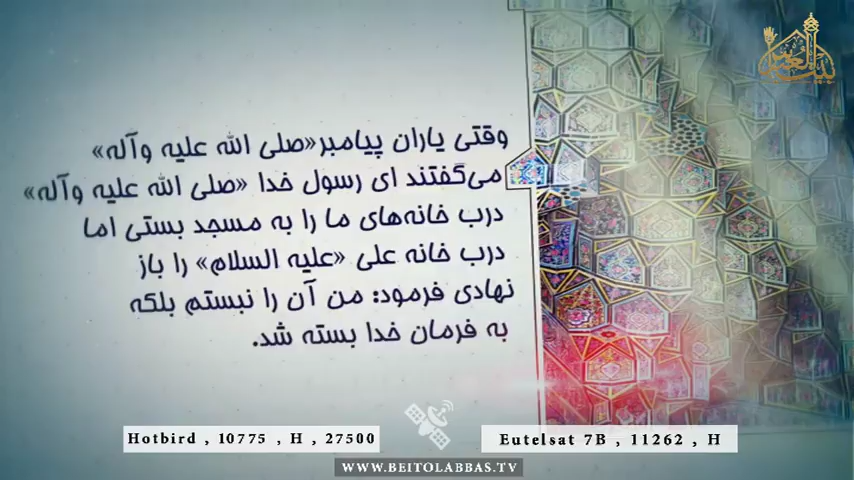 وقتی یاران پیامبر«صلی الله علیه وآله»
می‌گفتند ای رسول خدا «صلی الله علیه وآله»
درب خانه‌های ما را به مسجد بستی اما
درب خانه علی «علیه السلام» را باز
نهادی فرمود: من آن را نبستم بلکه
به فرمان خدا بسته شد.
بیت العباس
Hotbird , 10775 , H , 27500
Eutelsat 7B , 11262 , H
WWW.BEITOLABBAS.TV